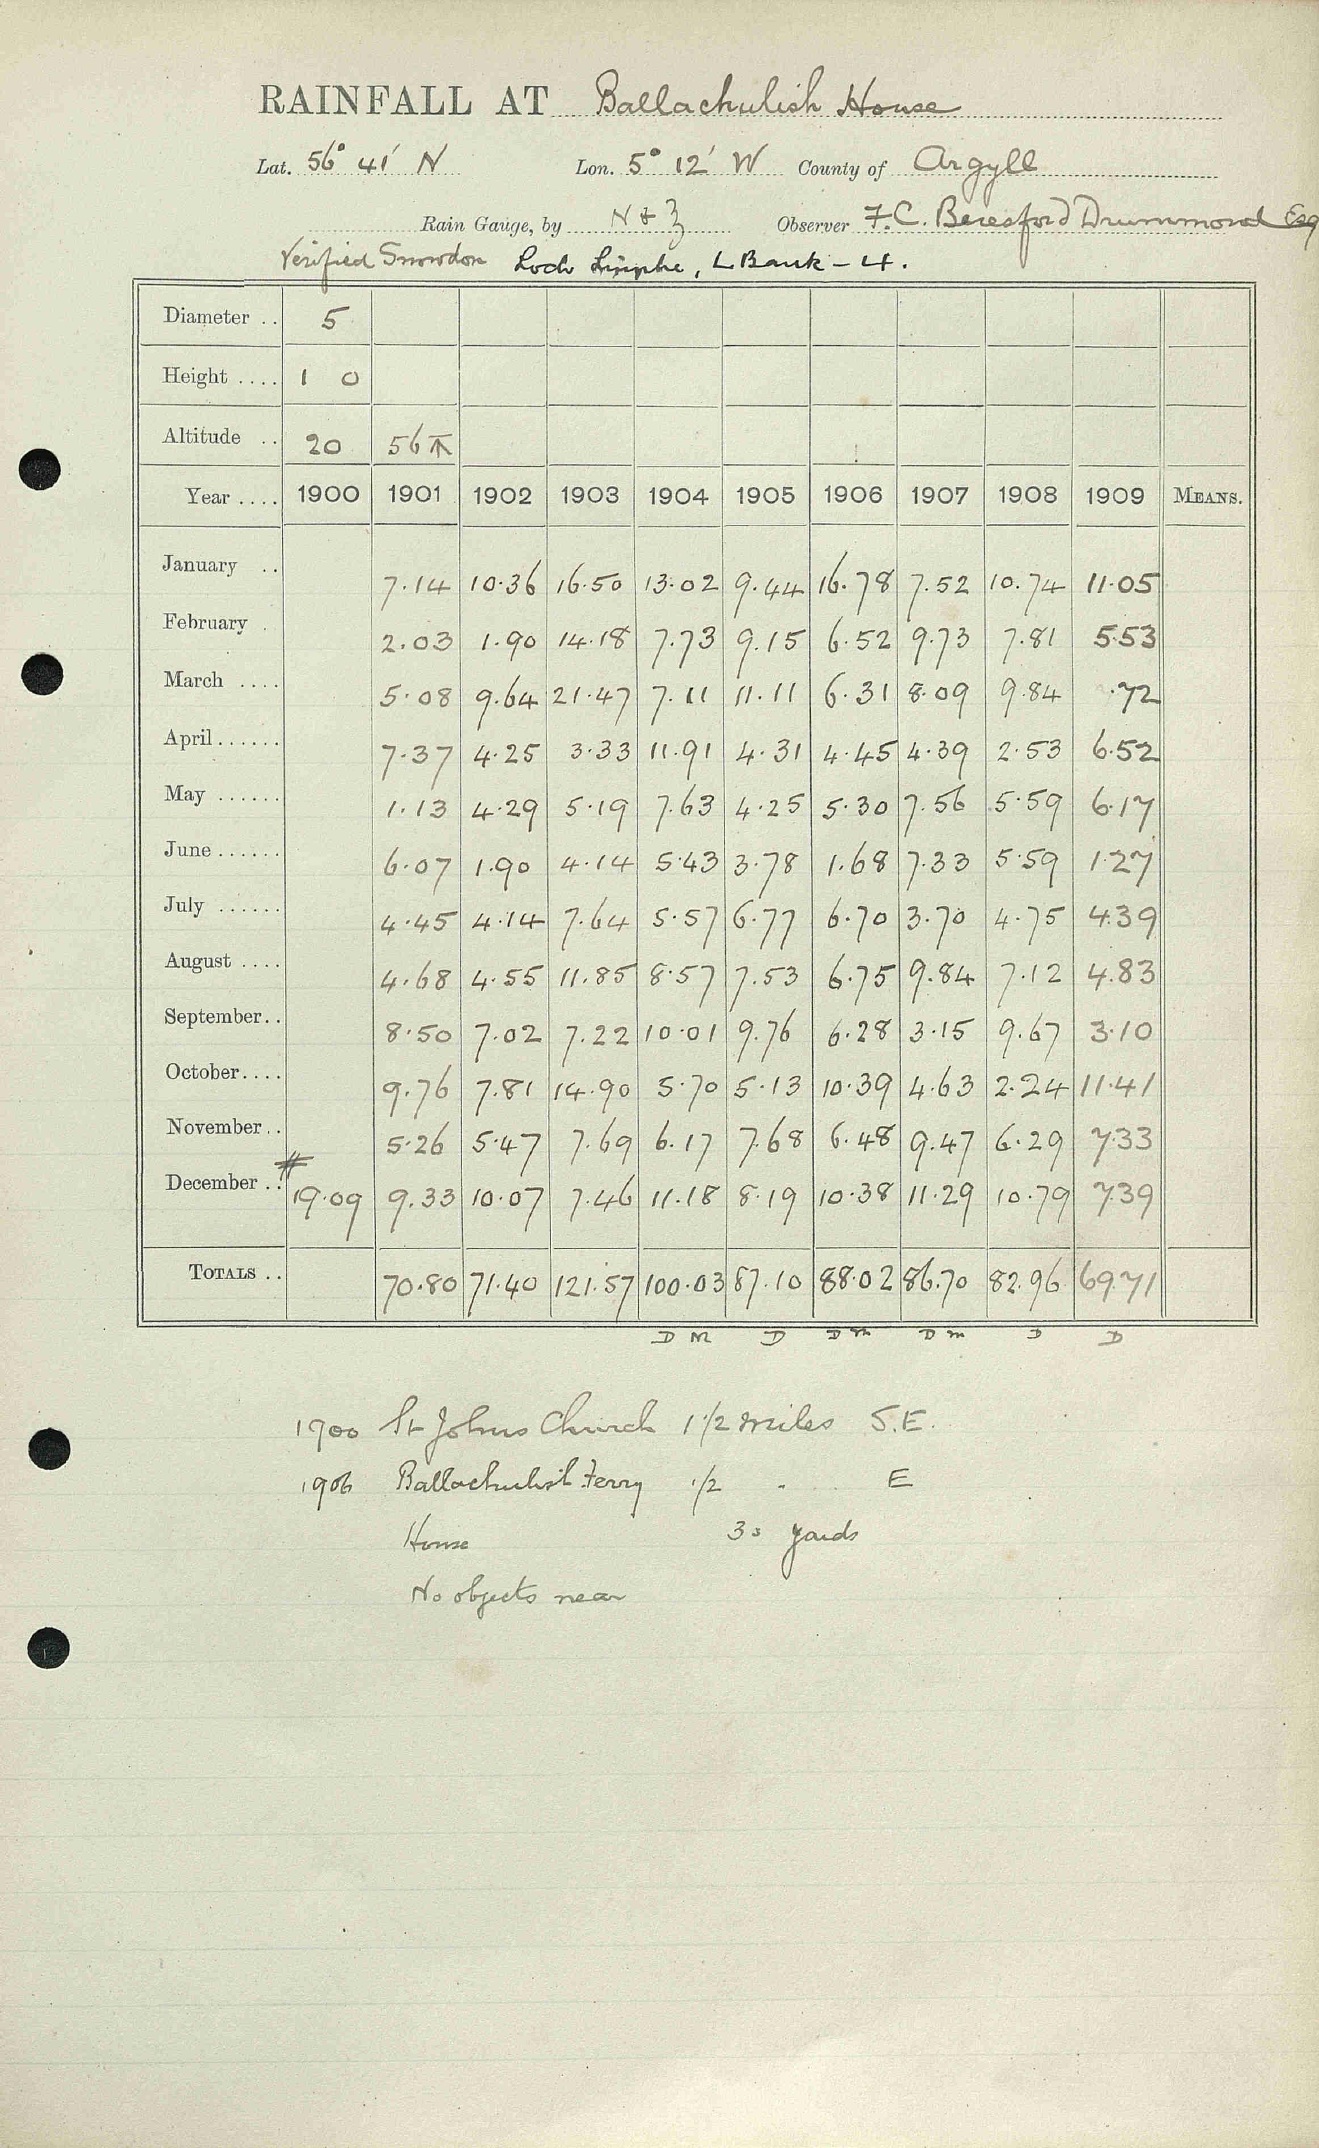 RAINFALL AT Ballachulish House
Lat. 56° 41' N Lon. 5° 12' W County of Argyll
Rain Gauge, by N & Z Observer F. C. Beresford Drummond Esq
Verified Snowdon Loch Linnhe, L Bank - 4.
Diameter .. 5
Height .... 1 0
Altitude .. 20 56
Year .... 1900 1901 1902 1903 1904 1905 1906 1907 1908 1909 MEANS.
January .. 7.14 10.36 16.50 13.02 9.44 16.78 7.52 10.74 11.05
February . 2.03 1.90 14.18 7.73 9.15 6.52 9.73 7.81 5.53
March .... 5.08 9.64 21.47 7.11 11.11 6.31 8.09 9.84 .72
April...... 7.37 4.25 3.33 11.91 4.31 4.45 4.39 2.53 6.52
May ...... 1.13 4.29 5.19 7.63 4.25 5.30 7.56 5.59 6.17
June...... 6.07 1.90 4.14 5.43 3.78 1.68 7.33 5.59 1.27
July ...... 4.45 4.14 7.64 5.57 6.77 6.70 3.70 4.75 4.39
August .... 4.68 4.55 11.85 8.57 7.53 6.75 9.84 7.12 4.83
September.. 8.50 7.02 7.22 10.01 9.76 6.28 3.15 9.67 3.10
October.... 9.76 7.81 14.90 5.70 5.13 10.39 4.63 2.24 11.41
November.. 5.26 5.47 7.69 6.17 7.68 6.48 9.47 6.29 7.33
December .. # 19.09 9.33 10.07 7.46 11.18 8.19 10.38 11.29 10.79 7.39
TOTALS .. 70.80 71.40 121.57 100.03 87.10 88.02 86.70 82.96 69.71
D M D D m D m D D
1900 St Johns Church 1 1/2 miles S.E.
1906 Ballachulish Ferry 1/2 " E
House 30 yards
No objects near